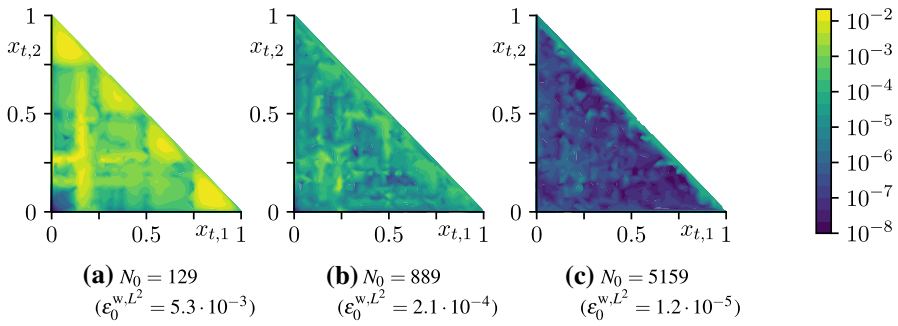 1
x_{t,2}
0.5
0
0
0.5
x_{t,1}
1
1
x_{t,2}
0.5
0
0
0.5
x_{t,1}
1
1
x_{t,2}
0.5
0
0
0.5
x_{t,1}
1
10^{-2}
10^{-3}
10^{-4}
10^{-5}
10^{-6}
10^{-7}
10^{-8}
(a) N_0 = 129
(ε_0^{w,L^2} = 5.3 · 10^{-3})
(b) N_0 = 889
(ε_0^{w,L^2} = 2.1 · 10^{-4})
(c) N_0 = 5159
(ε_0^{w,L^2} = 1.2 · 10^{-5})